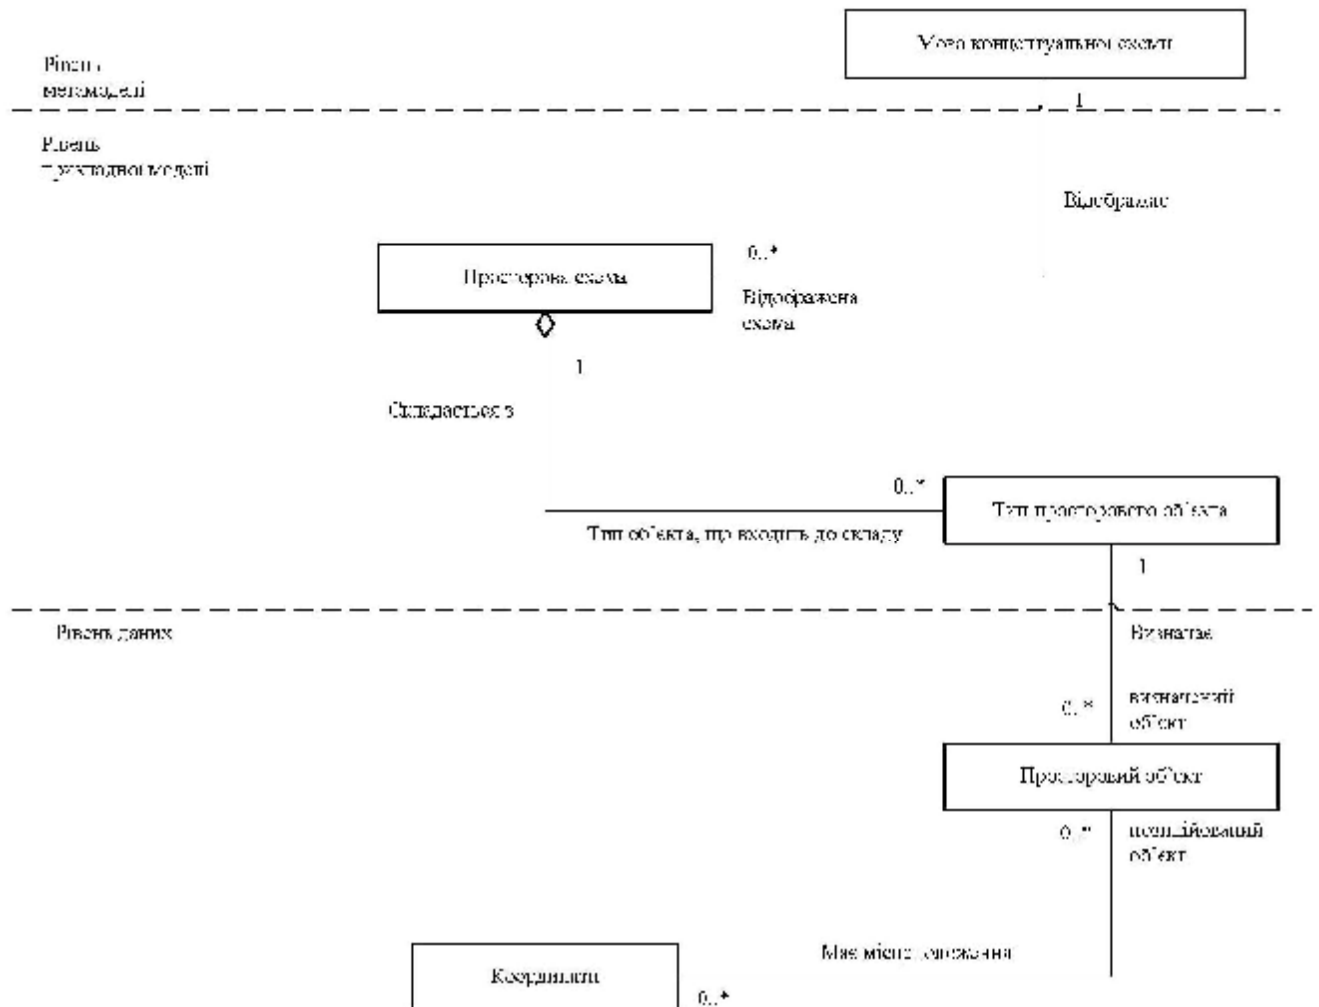 Мова концептуальної схеми
Рівень
метамоделі
1
Рівень
прикладної моделі
Відображає
0..*
Просторова схема
Відображена
схема
1
Складається з
0..*
Тип просторового об'єкта
Тип об'єкта, що входить до складу
1
Рівень даних
Визначає
0..*
визначений
об'єкт
Просторовий об'єкт
0..*
позиційований
об'єкт
Має місцеположення
Координати
0..*